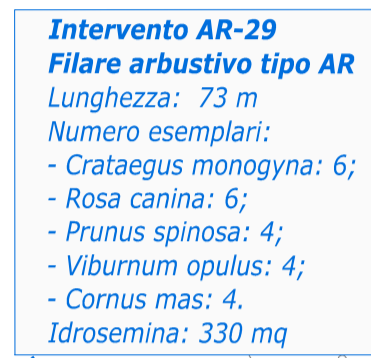 Intervento AR-29
Filare arbustivo tipo AR
Lunghezza: 73 m
Numero esemplari:
- Crataegus monogyna: 6;
- Rosa canina: 6;
- Prunus spinosa: 4;
- Viburnum opulus: 4;
- Cornus mas: 4.
Idrosemina: 330 mq